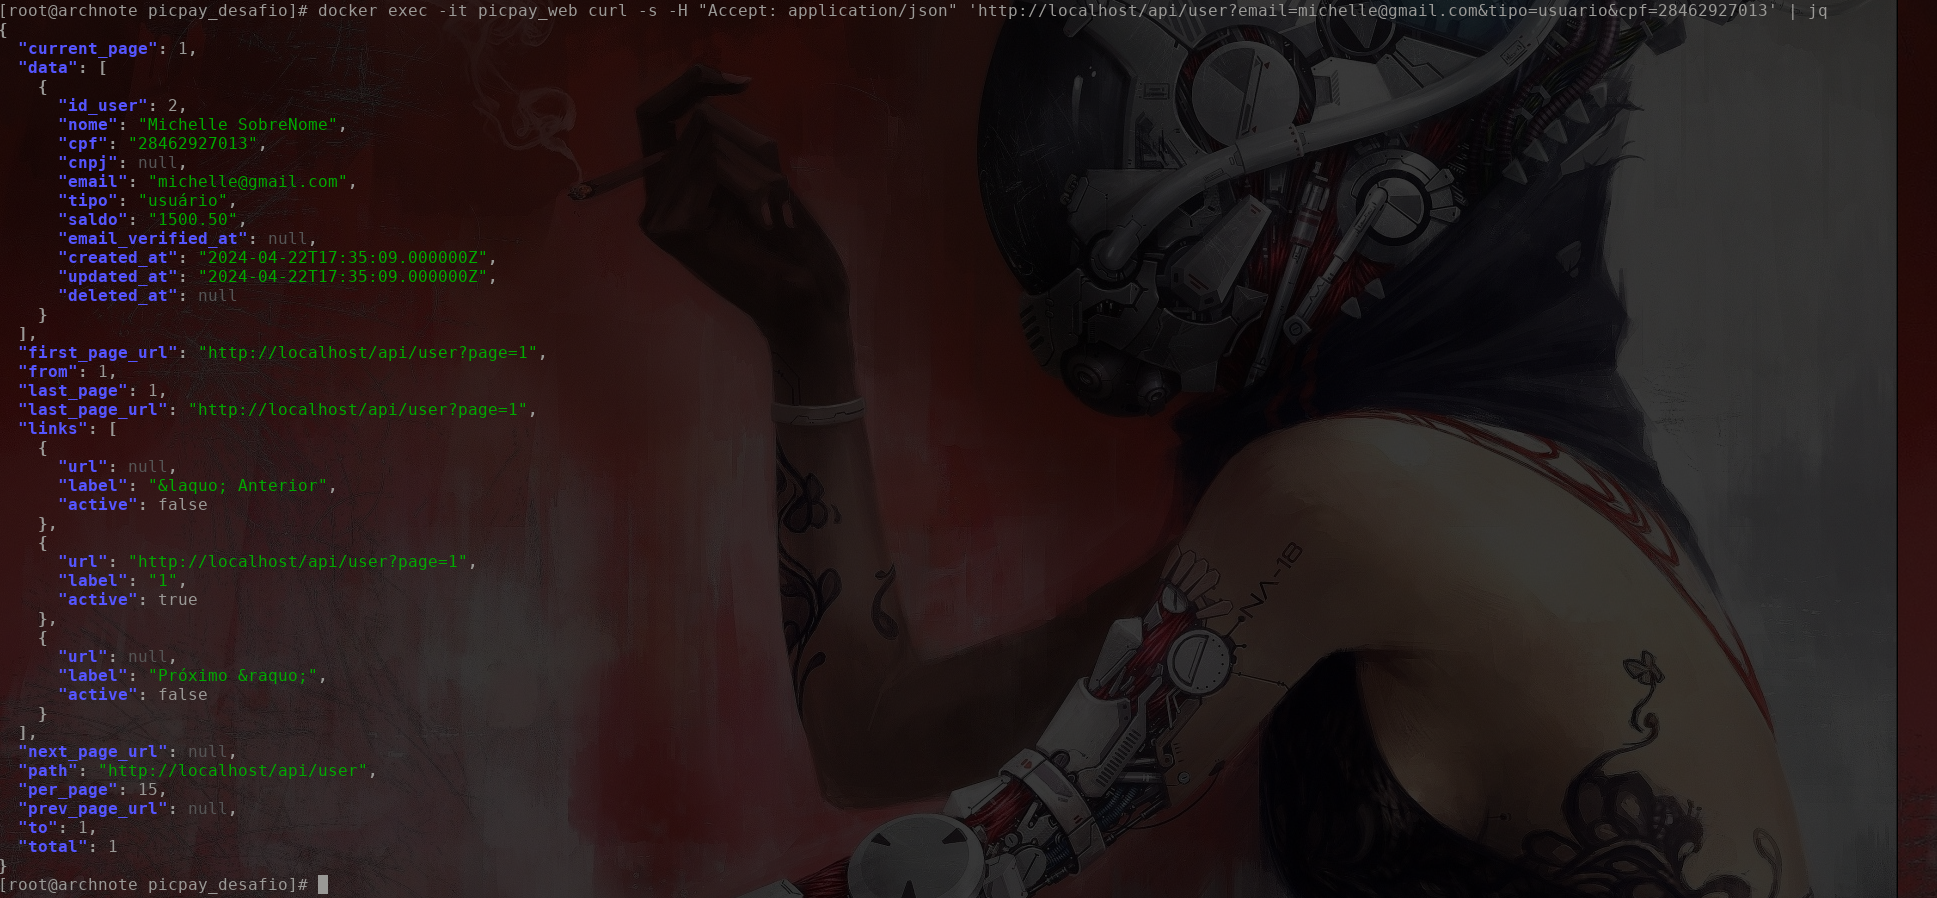 [root@archnote picpay_desafio]# docker exec -it picpay_web curl -s -H "Accept: application/json" 'http://localhost/api/user?email=michelle@gmail.com&tipo=usuario&cpf=28462927013' | jq
{
  "current_page": 1,
  "data": [
    {
      "id_user": 2,
      "nome": "Michelle SobreNome",
      "cpf": "28462927013",
      "cnpj": null,
      "email": "michelle@gmail.com",
      "tipo": "usuário",
      "saldo": "1500.50",
      "email_verified_at": null,
      "created_at": "2024-04-22T17:35:09.000000Z",
      "updated_at": "2024-04-22T17:35:09.000000Z",
      "deleted_at": null
    }
  ],
  "first_page_url": "http://localhost/api/user?page=1",
  "from": 1,
  "last_page": 1,
  "last_page_url": "http://localhost/api/user?page=1",
  "links": [
    {
      "url": null,
      "label": "&laquo; Anterior",
      "active": false
    },
    {
      "url": "http://localhost/api/user?page=1",
      "label": "1",
      "active": true
    },
    {
      "url": null,
      "label": "Próximo &raquo;",
      "active": false
    }
  ],
  "next_page_url": null,
  "path": "http://localhost/api/user",
  "per_page": 15,
  "prev_page_url": null,
  "to": 1,
  "total": 1
}
[root@archnote picpay_desafio]#
NA-18